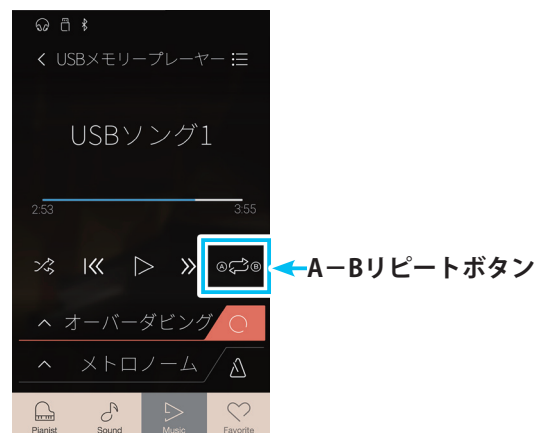 USBメモリープレーヤー
USBソング1
2:53 3:55
A B
A－Bリピートボタン
オーバーダビング
メトロノーム
Pianist Sound Music Favorite